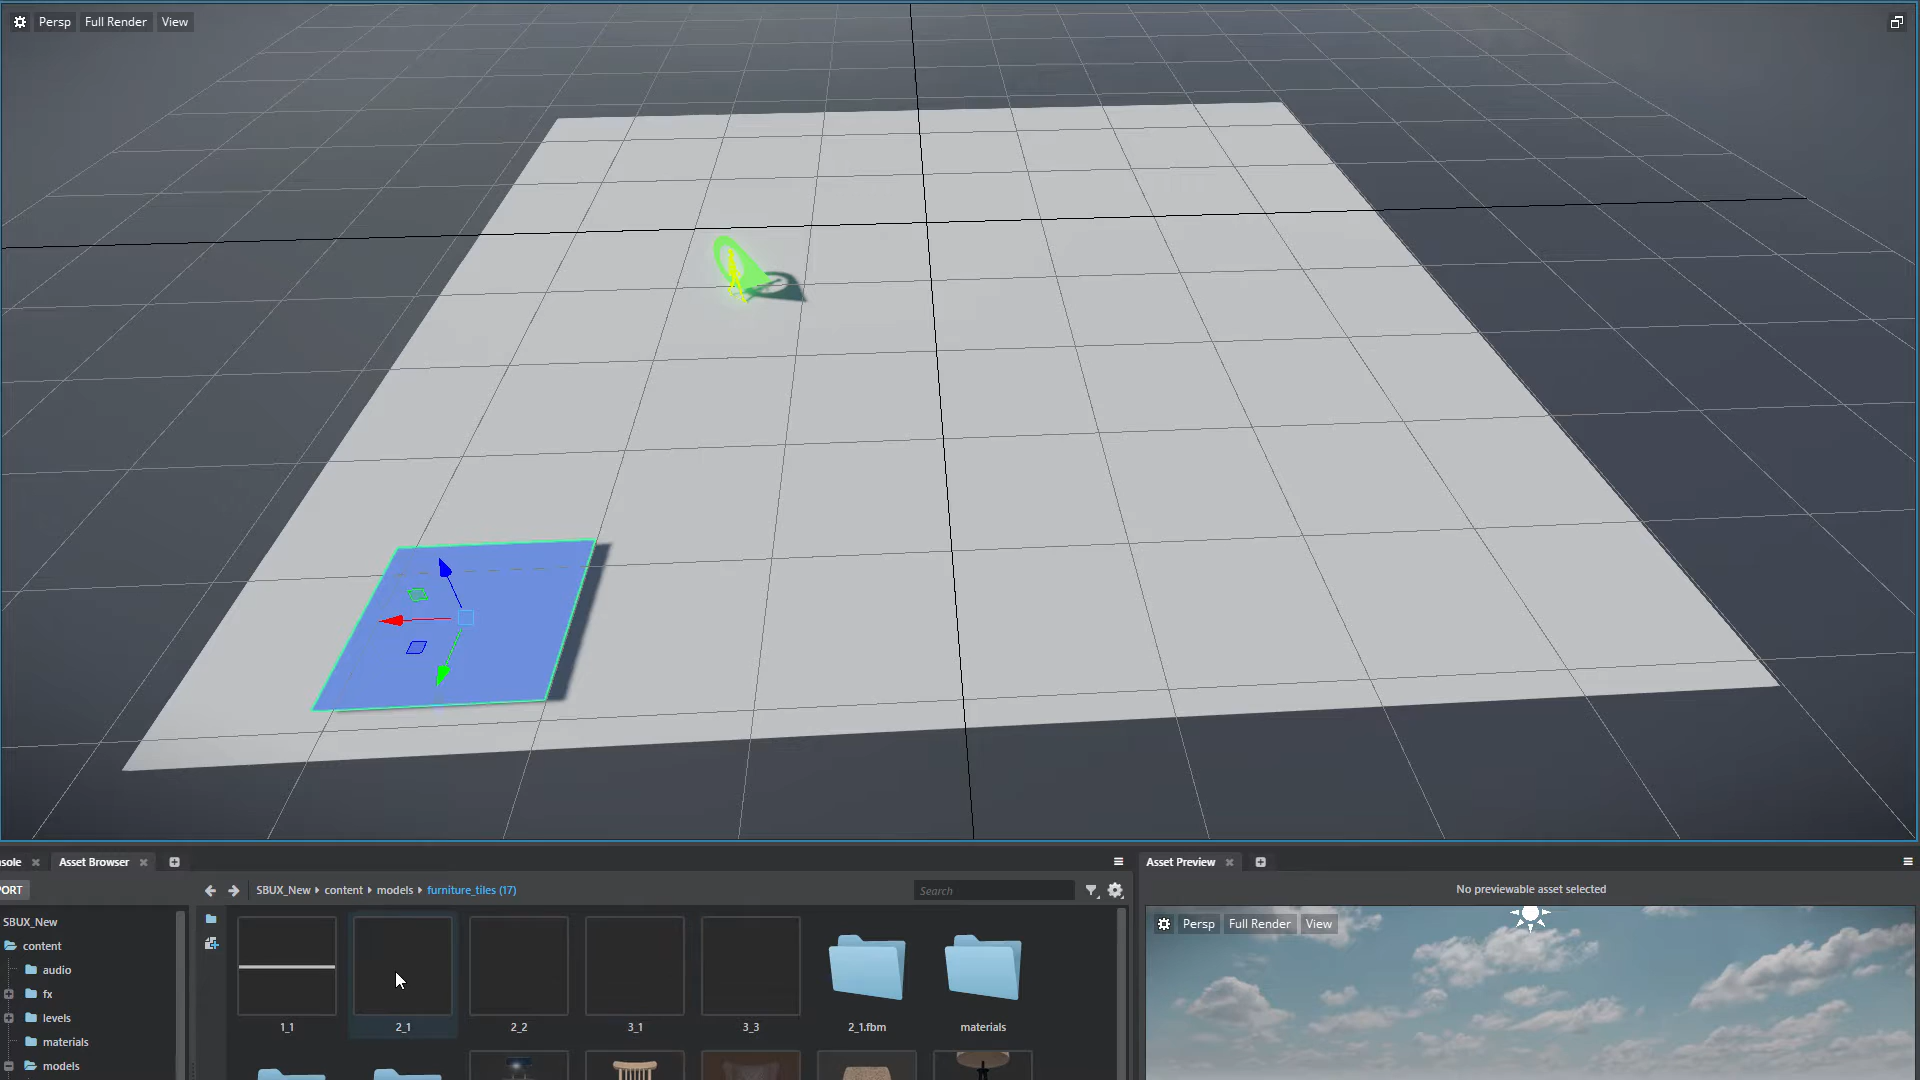 Persp Full Render View
sole Asset Browser
Asset Preview
ORT
SBUX_New content models furniture_tiles (17)
Search
No previewable asset selected
SBUX_New
content
audio
fx
levels
materials
models
1_1 2_1 2_2 3_1 3_3 2_1.fbm materials
Persp Full Render View